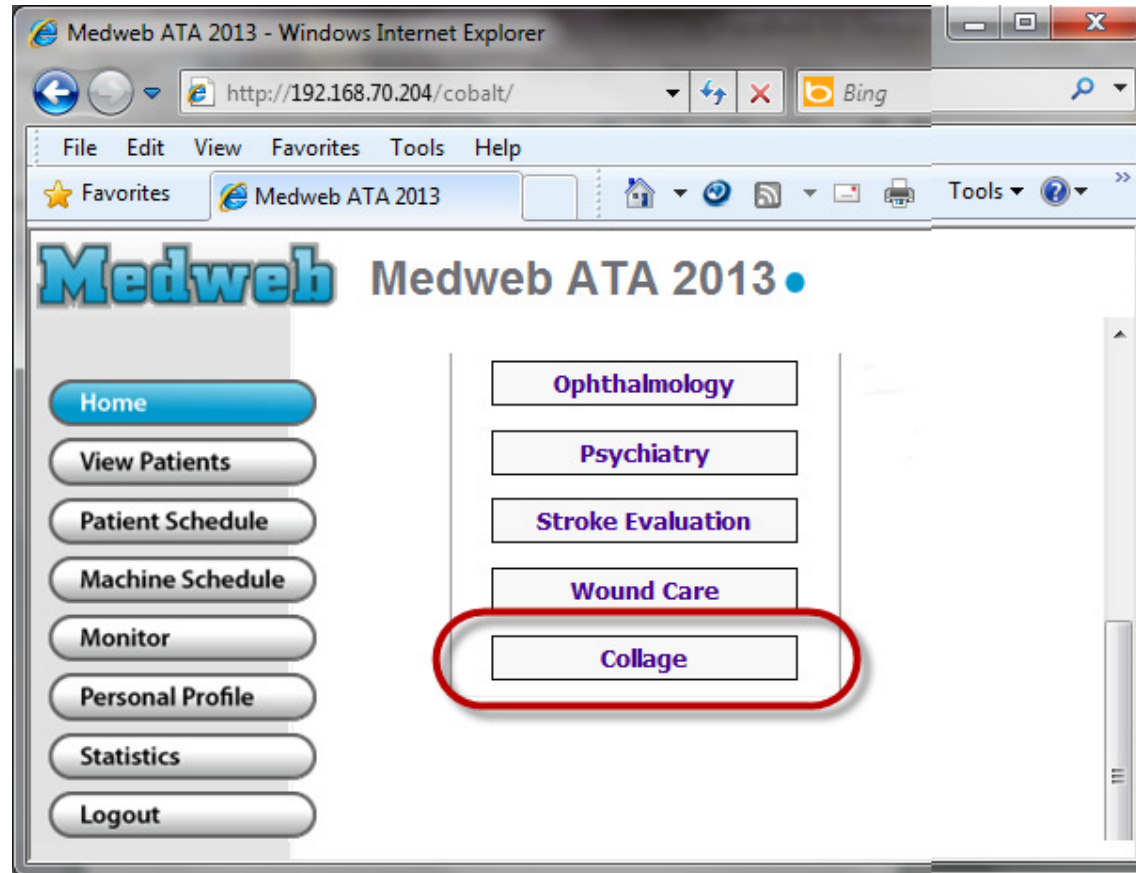 Medweb ATA 2013 - Windows Internet Explorer
http://192.168.70.204/cobalt/
Bing
File Edit View Favorites Tools Help
Favorites
Medweb ATA 2013
Tools
Medweb
Medweb ATA 2013
Home
View Patients
Patient Schedule
Machine Schedule
Monitor
Personal Profile
Statistics
Logout
Ophthalmology
Psychiatry
Stroke Evaluation
Wound Care
Collage